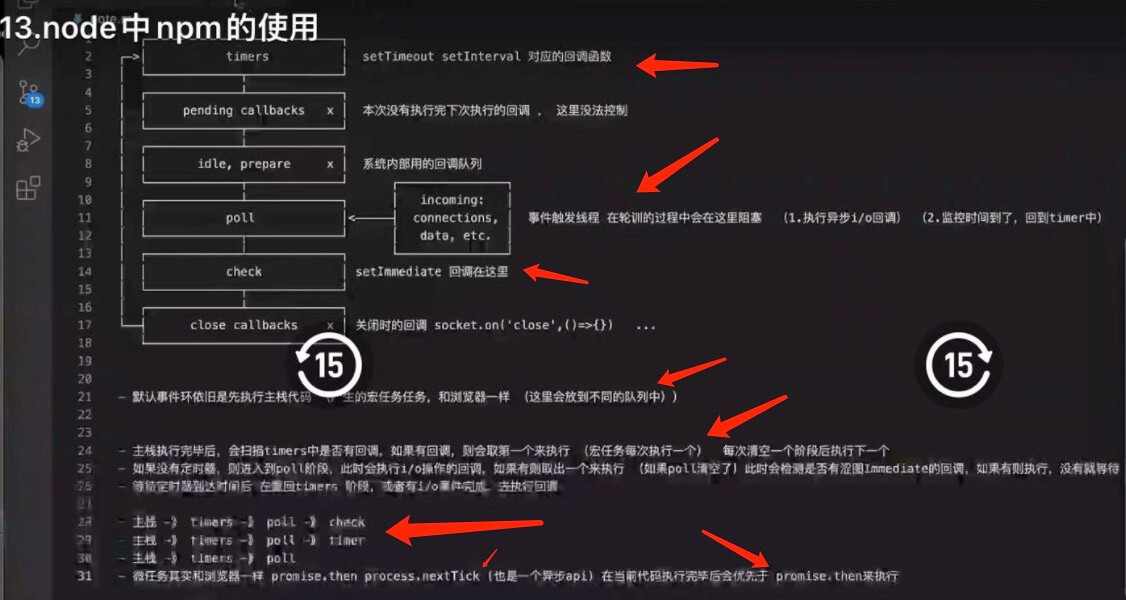 13.node中npm的使用
13
1
2 timers setTimeout setInterval 对应的回调函数
3
4
5 pending callbacks x 本次没有执行完下次执行的回调 ， 这里没法控制
6
7
8 idle, prepare x 系统内部用的回调队列
9
10 incoming:
11 poll < connections, 事件触发线程 在轮训的过程中会在这里阻塞 （1.执行异步i/o回调） （2.监控时间到了，回到timer中）
12 data, etc.
13
14 check setImmediate 回调在这里
15
16
17 close callbacks x 关闭时的回调 socket.on('close',()=>{}) ...
18
19
15
15
20
21 - 默认事件环依旧是先执行主栈代码 生的宏任务任务，和浏览器一样 （这里会放到不同的队列中）)
22
23
24 - 主栈执行完毕后，会扫描timers中是否有回调，如果有回调，则会取第一个来执行 （宏任务每次执行一个） 每次清空一个阶段后执行下一个
25 - 如果没有定时器，则进入到poll阶段，此时会执行i/o操作的回调，如果有则取出一个来执行 （如果poll清空了）此时会检测是否有涩图Immediate的回调，如果有则执行，没有就等待
26 - 等待定时器到达时间后 在重回timers 阶段，或者有i/o事件完成，去执行回调
27
28 - 主栈 -》 timers -》 poll -》 check
29 - 主栈 -》 timers -》 poll -》 timer
30 - 主栈 -》 timers -》 poll
31 - 微任务其实和浏览器一样 promise.then process.nextTick (也是一个异步api) 在当前代码执行完毕后会优先于 promise.then来执行